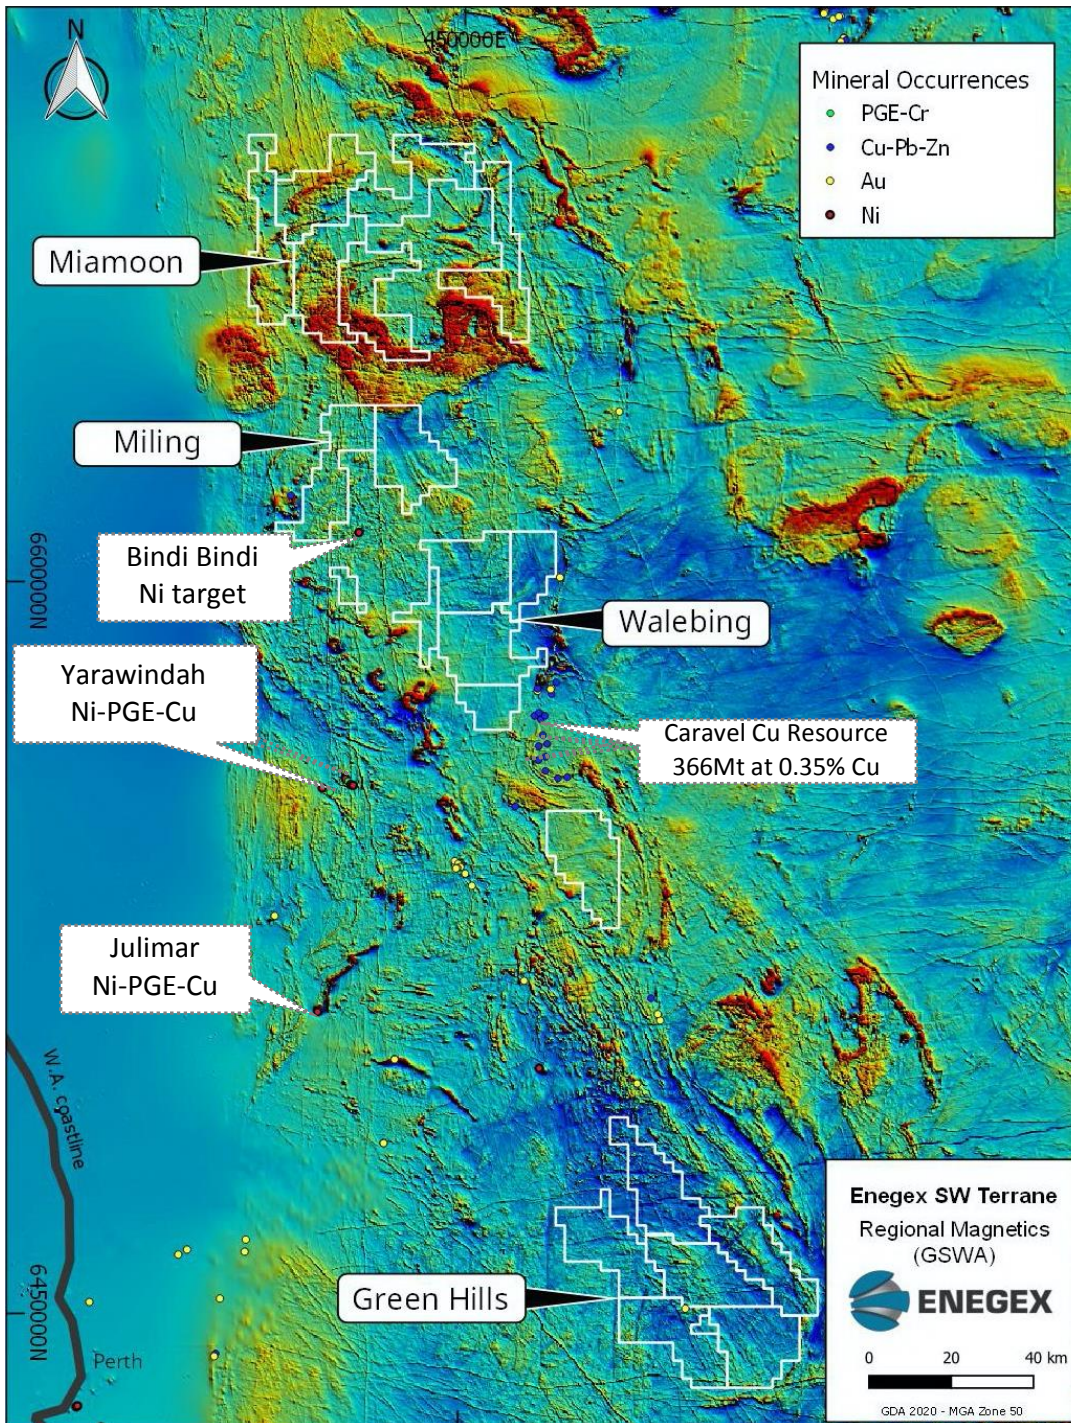 N
450000E
Mineral Occurrences
PGE-Cr
Cu-Pb-Zn
Au
Ni
Miamoon
Miling
Bindi Bindi
Ni target
6600000N
Walebing
Yarawindah
Ni-PGE-Cu
Caravel Cu Resource
366Mt at 0.35% Cu
Julimar
Ni-PGE-Cu
W.A. coastline
Green Hills
6450000N
Perth
Enegex SW Terrane
Regional Magnetics
(GSWA)
ENEGEX
0 20 40 km
GDA 2020 - MGA Zone 50